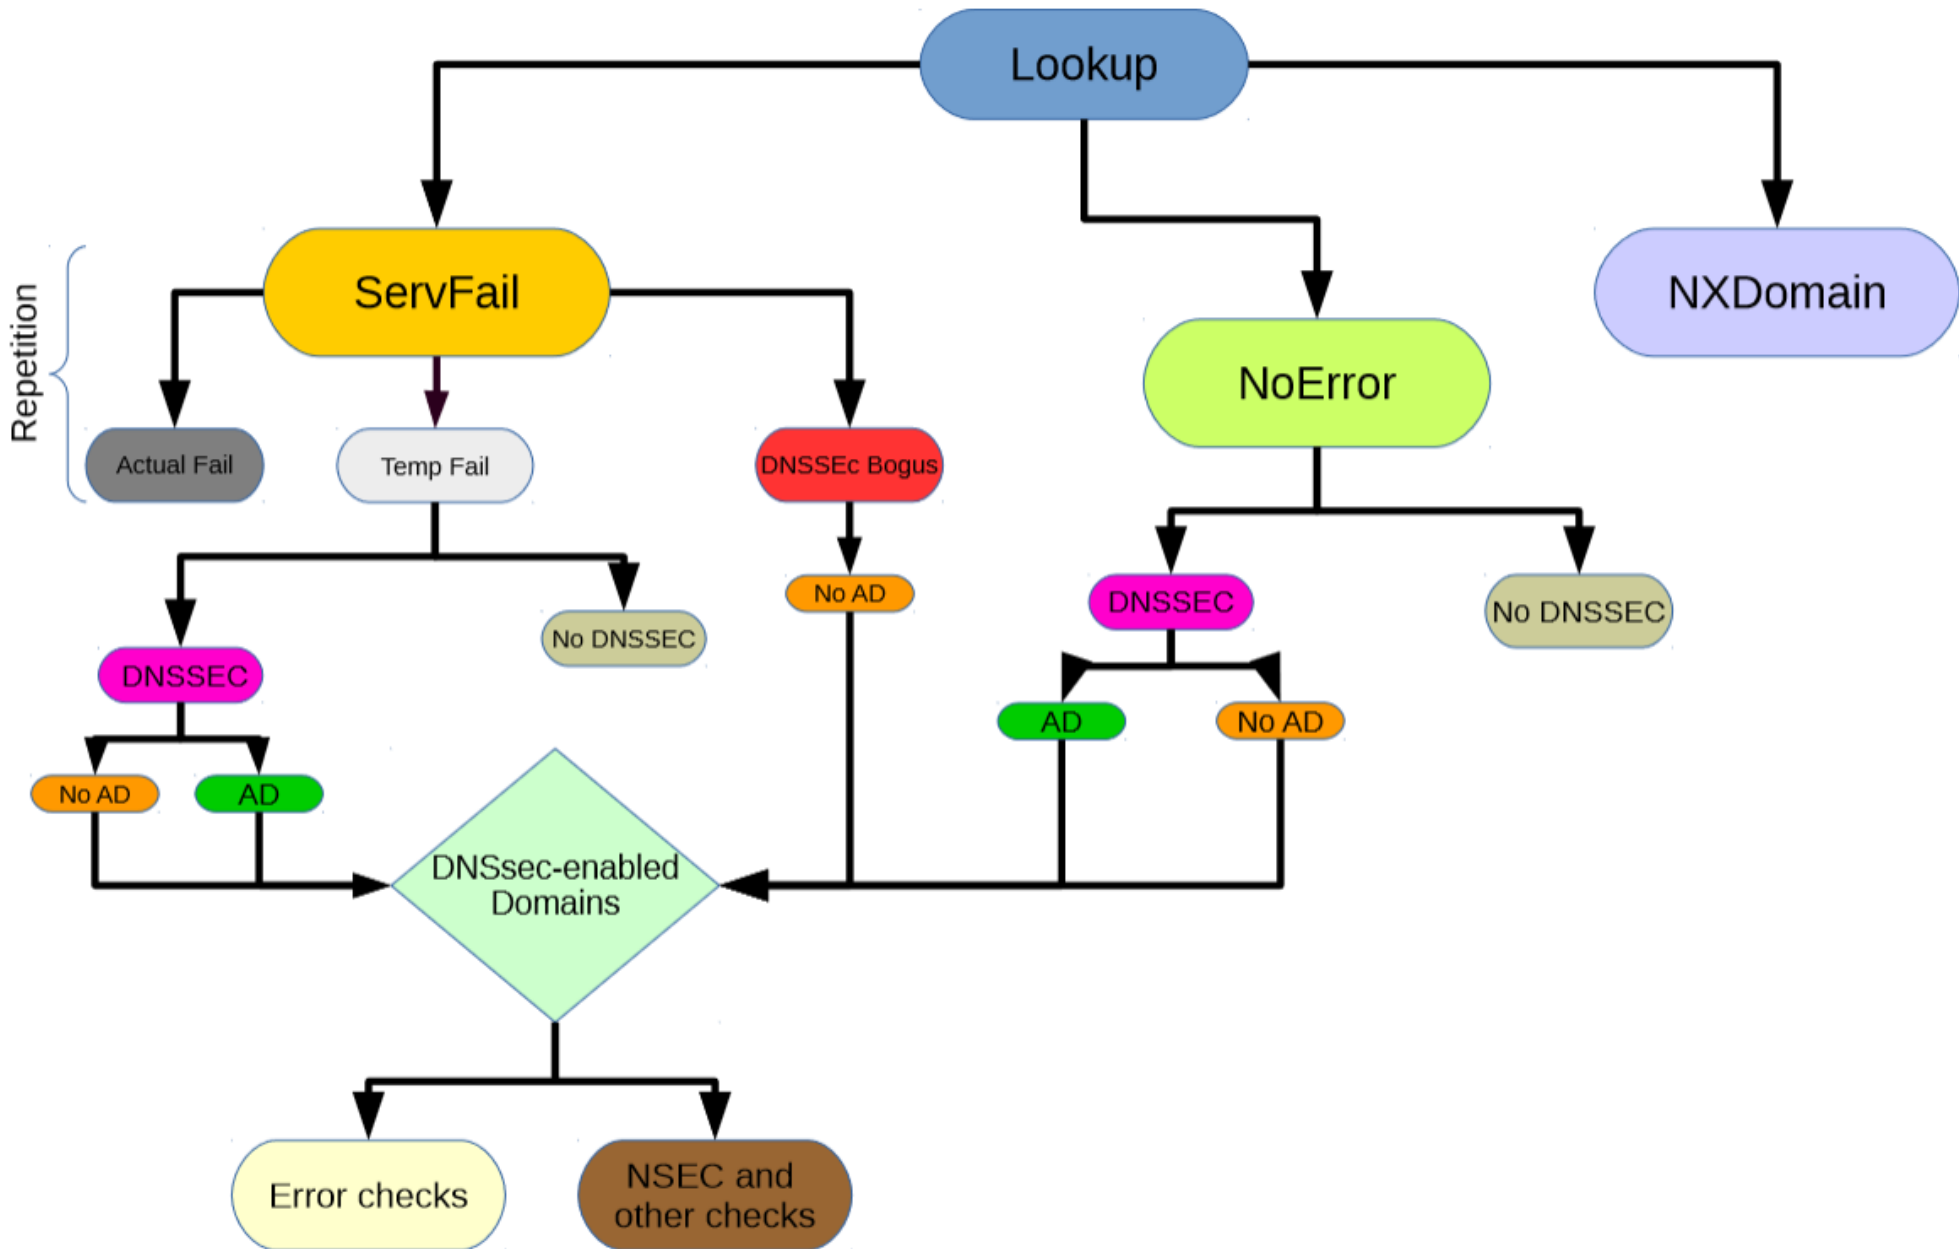 Lookup
ServFail
NXDomain
Repetition
NoError
Actual Fail
Temp Fail
DNSSEc Bogus
No AD
DNSSEC
No DNSSEC
No DNSSEC
DNSSEC
AD
No AD
No AD
AD
DNSsec-enabled
Domains
Error checks
NSEC and
other checks